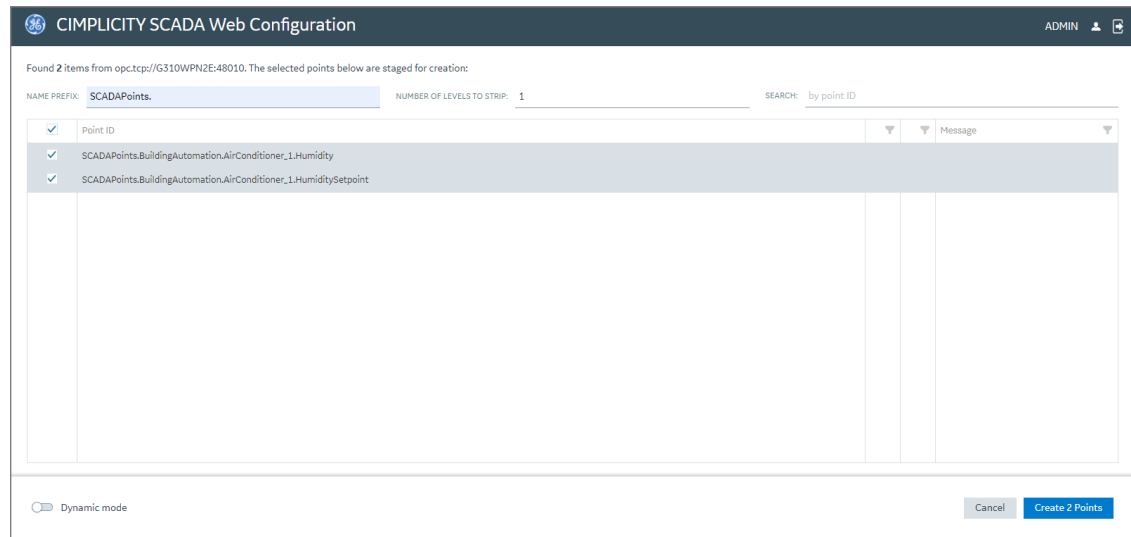 CIMPLICITY SCADA Web Configuration
ADMIN
Found 2 items from opc.tcp://G310WPN2E:48010. The selected points below are staged for creation:
NAME PREFIX: SCADAPoints. NUMBER OF LEVELS TO STRIP: 1 SEARCH: by point ID
Point ID Message
SCADAPoints.BuildingAutomation.AirConditioner_1.Humidity
SCADAPoints.BuildingAutomation.AirConditioner_1.HumiditySetpoint
Dynamic mode Cancel Create 2 Points